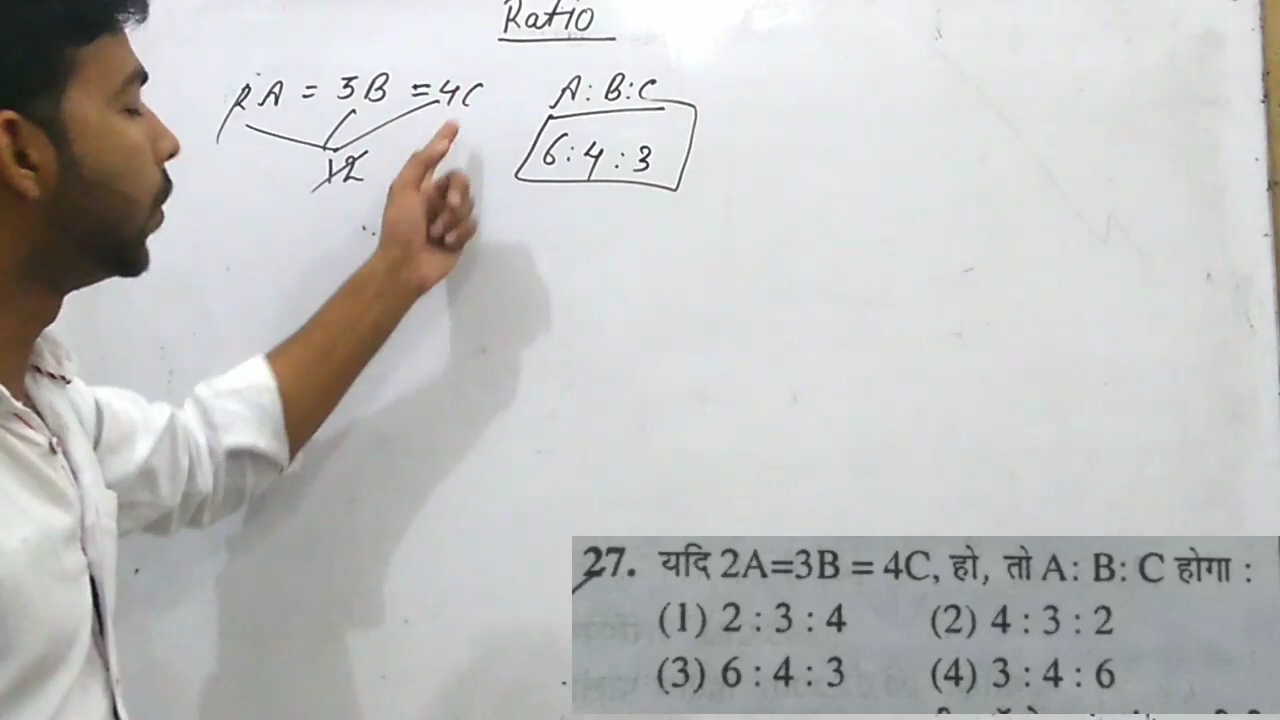 Ratio
2A = 3B = 4C
A : B : C
12
6 : 4 : 3
27. यदि 2A=3B = 4C, हो, तो A: B: C होगा :
(1) 2 : 3 : 4 (2) 4 : 3 : 2
(3) 6 : 4 : 3 (4) 3 : 4 : 6